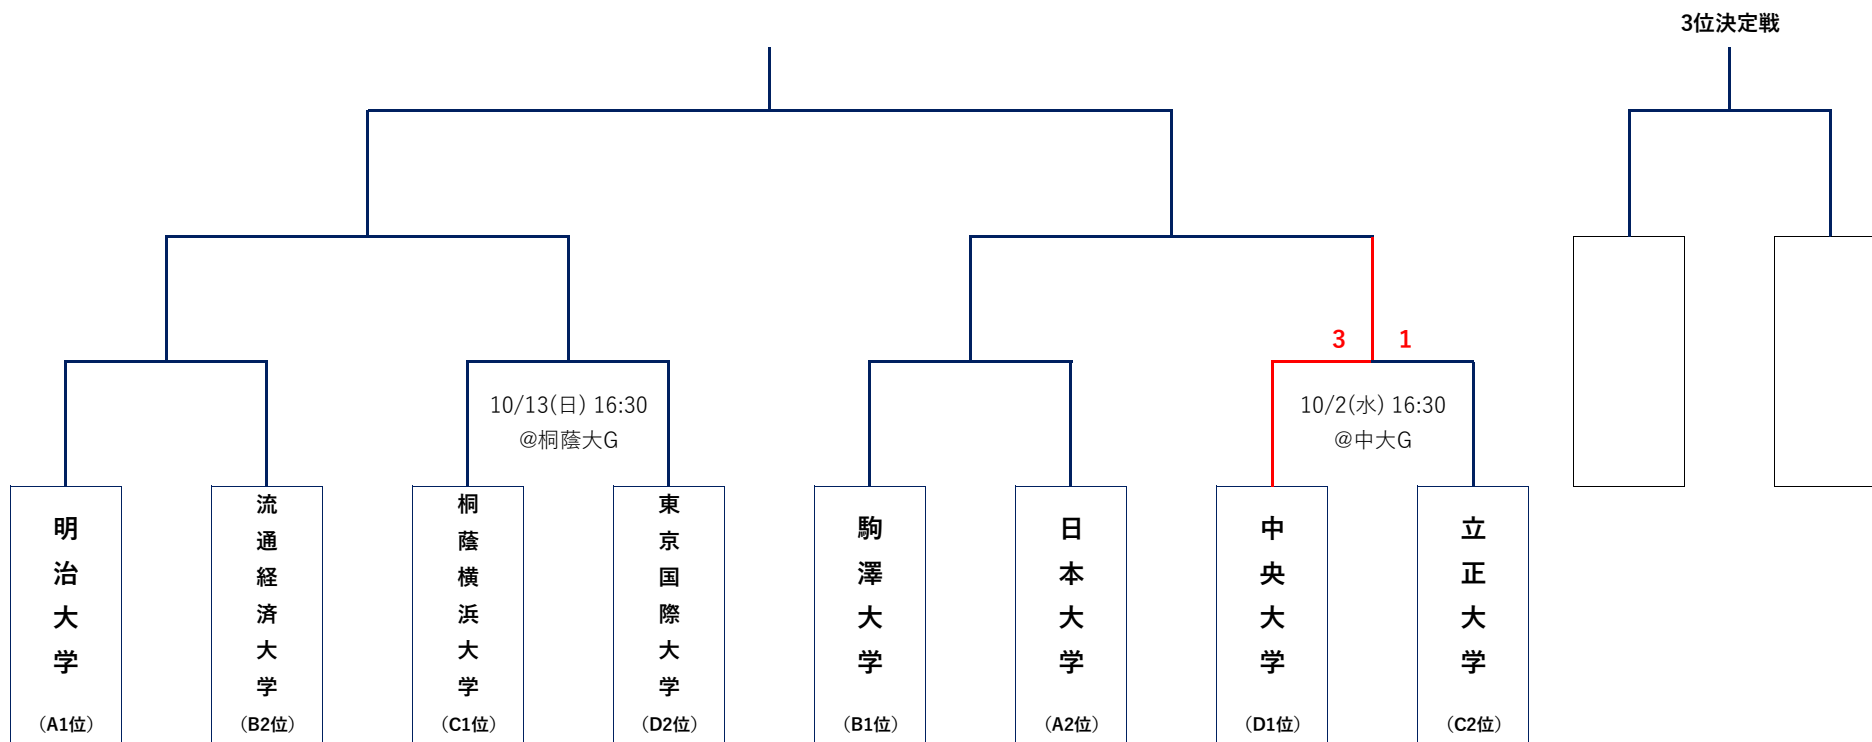 3位決定戦
3 1
10/13(日) 16:30
@桐蔭大G
10/2(水) 16:30
@中大G
明治大学
(A1位)
流通経済大学
(B2位)
桐蔭横浜大学
(C1位)
東京国際大学
(D2位)
駒澤大学
(B1位)
日本大学
(A2位)
中央大学
(D1位)
立正大学
(C2位)